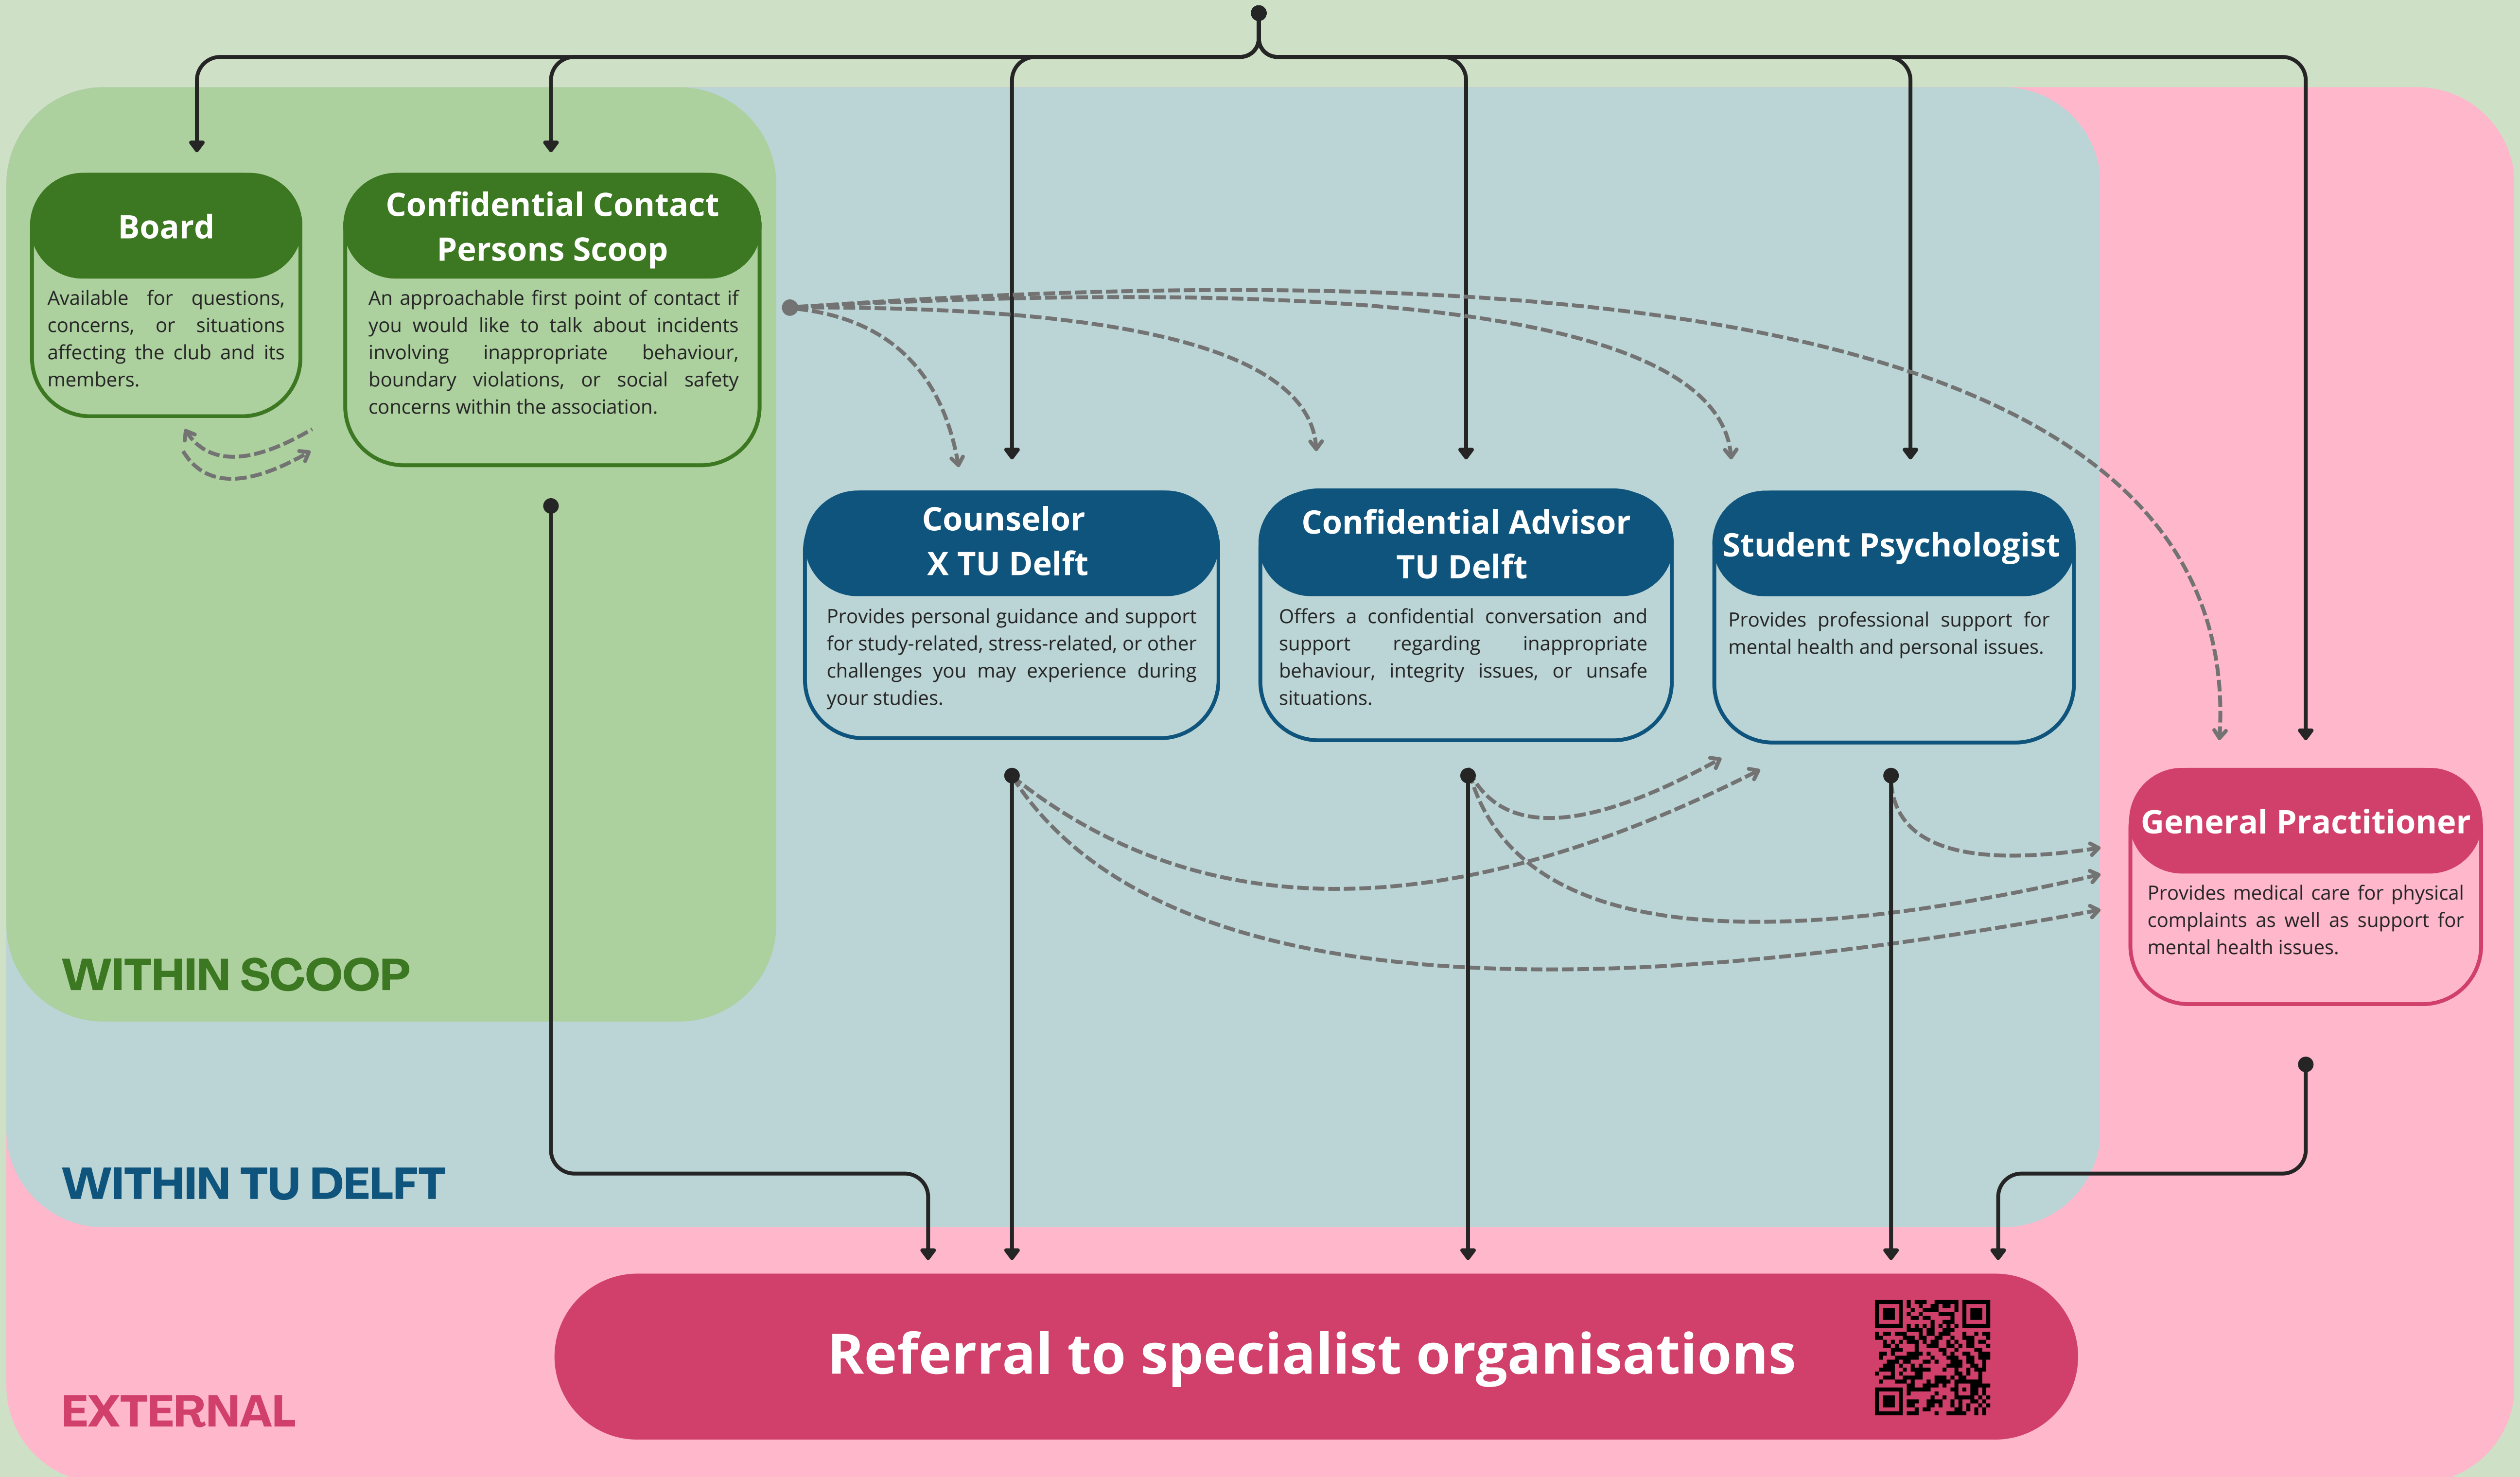 Board
Available for questions,
concerns, or situations
affecting the club and its
members.
Confidential Contact
Persons Scoop
An approachable first point of contact if
you would like to talk about incidents
involving inappropriate behaviour,
boundary violations, or social safety
concerns within the association.
Counselor
X TU Delft
Provides personal guidance and support
for study-related, stress-related, or other
challenges you may experience during
your studies.
Confidential Advisor
TU Delft
Offers a confidential conversation and
support regarding inappropriate
behaviour, integrity issues, or unsafe
situations.
Student Psychologist
Provides professional support for
mental health and personal issues.
General Practitioner
Provides medical care for physical
complaints as well as support for
mental health issues.
WITHIN SCOOP
WITHIN TU DELFT
Referral to specialist organisations
EXTERNAL